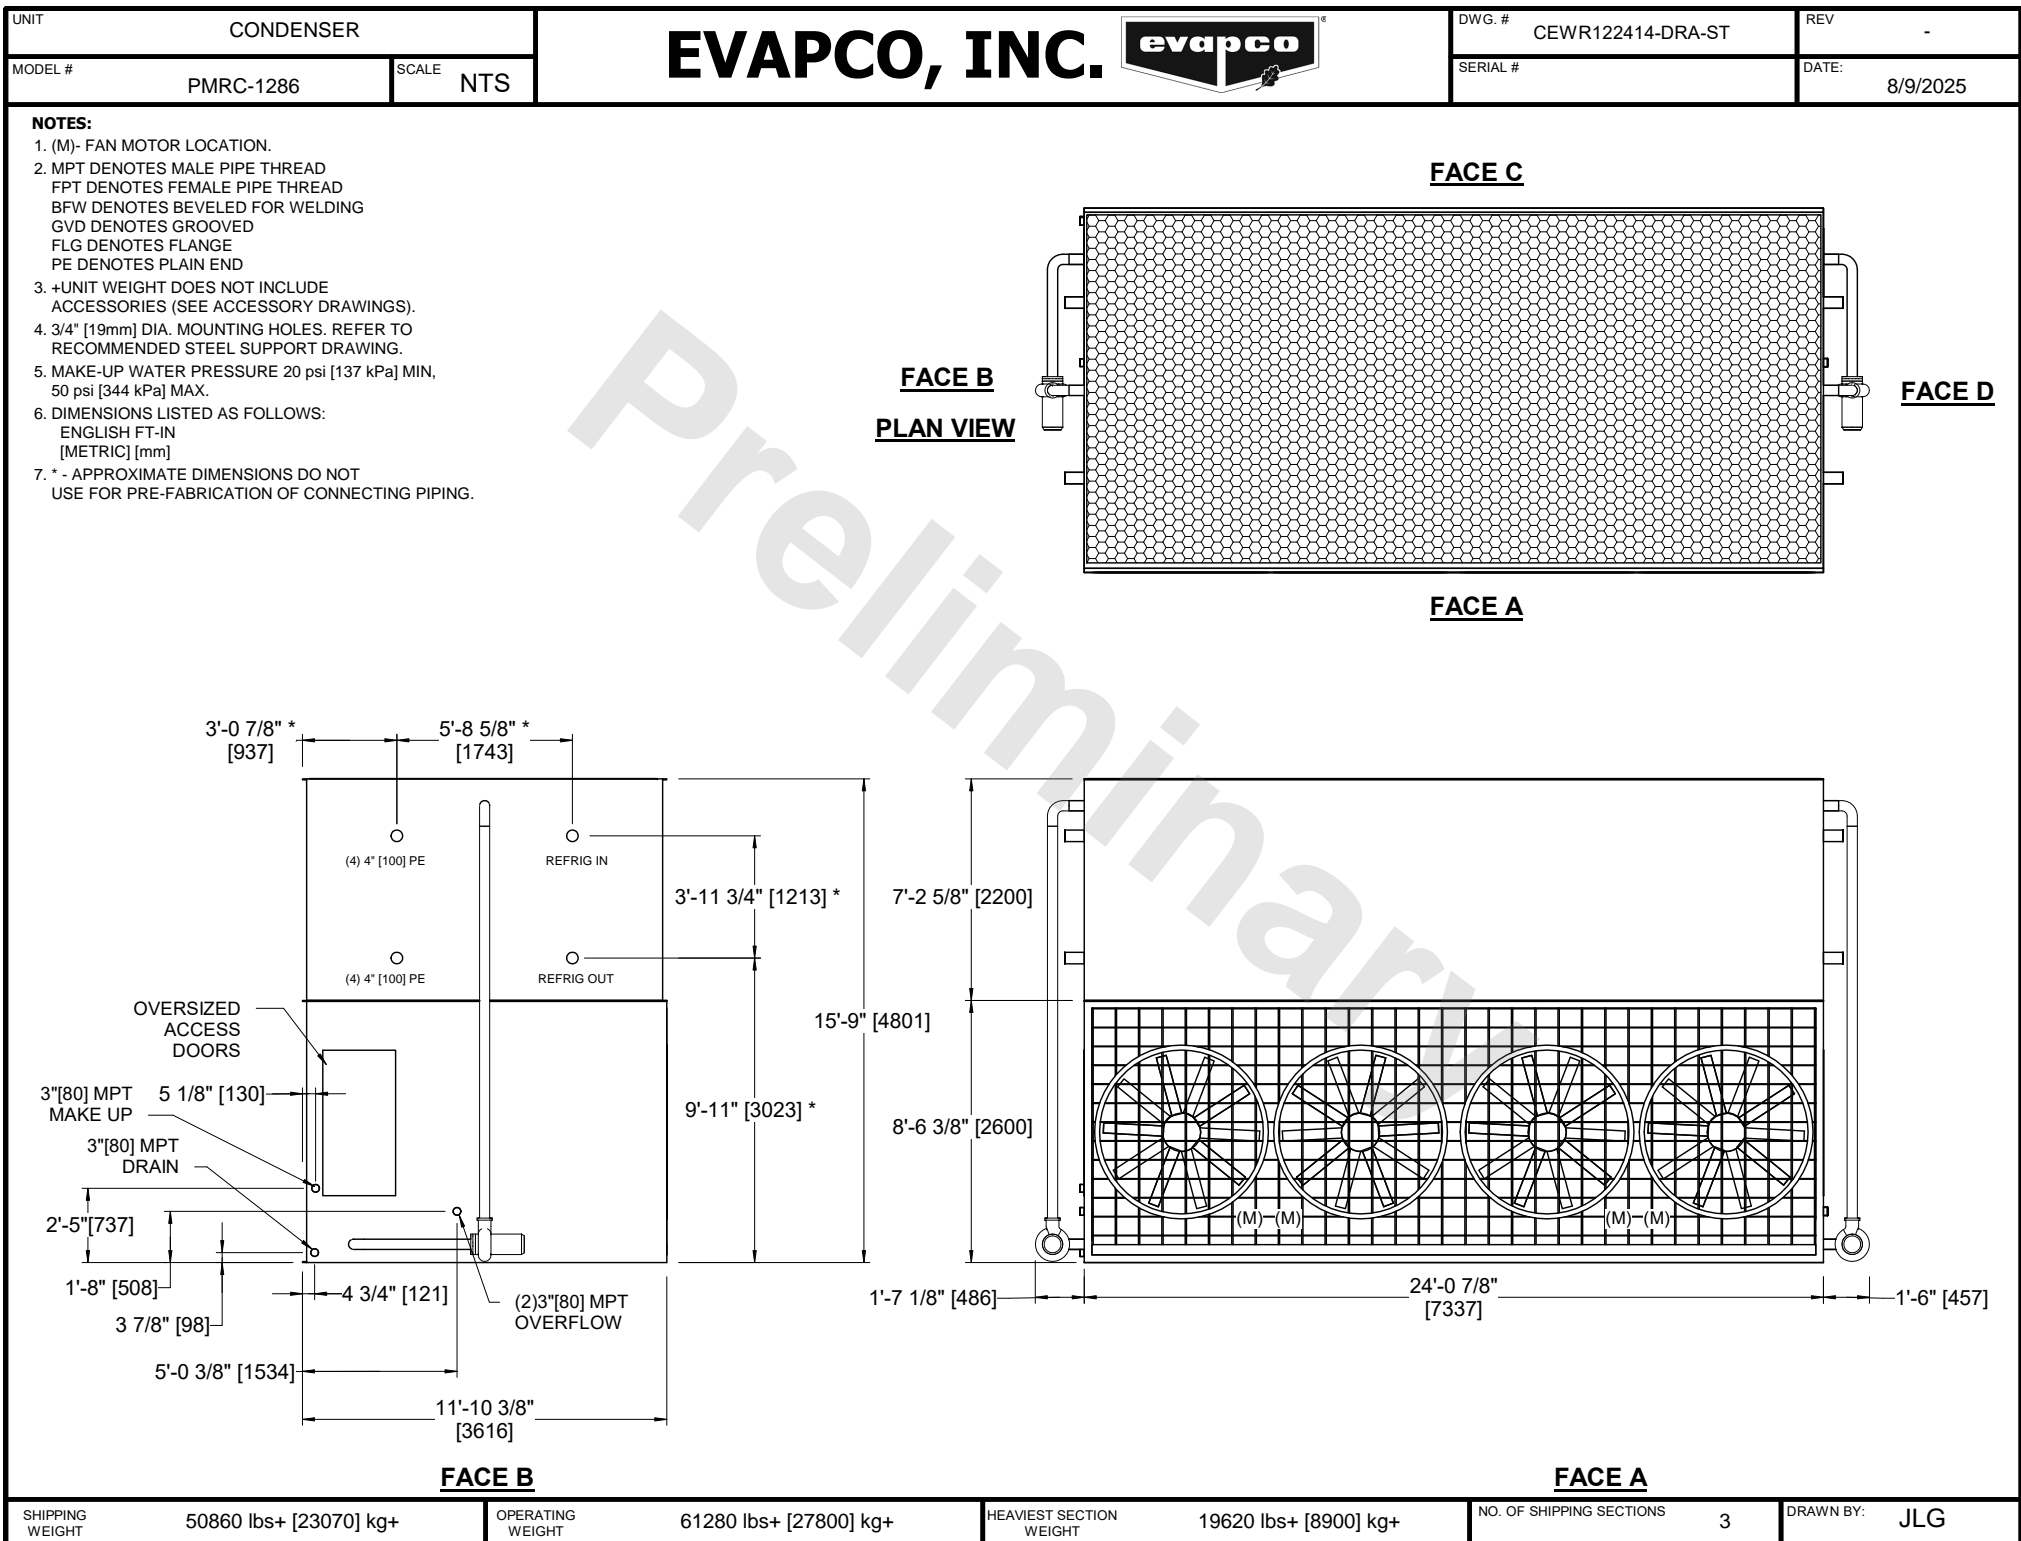 UNIT
CONDENSER
MODEL #
PMRC-1286
SCALE
NTS
EVAPCO, INC.
evapco
®
DWG. #
CEWR122414-DRA-ST
REV
-
SERIAL #
DATE:
8/9/2025
NOTES:
1. (M)- FAN MOTOR LOCATION.
2. MPT DENOTES MALE PIPE THREAD
FPT DENOTES FEMALE PIPE THREAD
BFW DENOTES BEVELED FOR WELDING
GVD DENOTES GROOVED
FLG DENOTES FLANGE
PE DENOTES PLAIN END
3. +UNIT WEIGHT DOES NOT INCLUDE
ACCESSORIES (SEE ACCESSORY DRAWINGS).
4. 3/4" [19mm] DIA. MOUNTING HOLES. REFER TO
RECOMMENDED STEEL SUPPORT DRAWING.
5. MAKE-UP WATER PRESSURE 20 psi [137 kPa] MIN,
50 psi [344 kPa] MAX.
6. DIMENSIONS LISTED AS FOLLOWS:
ENGLISH FT-IN
[METRIC] [mm]
7. * - APPROXIMATE DIMENSIONS DO NOT
USE FOR PRE-FABRICATION OF CONNECTING PIPING.
FACE C
FACE B
PLAN VIEW
FACE D
FACE A
Preliminary
3'-0 7/8" *
[937]
5'-8 5/8" *
[1743]
(4) 4" [100] PE
REFRIG IN
3'-11 3/4" [1213] *
(4) 4" [100] PE
REFRIG OUT
OVERSIZED
ACCESS
DOORS
15'-9" [4801]
3"[80] MPT
MAKE UP
5 1/8" [130]
9'-11" [3023] *
3"[80] MPT
DRAIN
2'-5"[737]
1'-8" [508]
4 3/4" [121]
3 7/8" [98]
(2)3"[80] MPT
OVERFLOW
5'-0 3/8" [1534]
11'-10 3/8"
[3616]
FACE B
7'-2 5/8" [2200]
8'-6 3/8" [2600]
(M) (M)
(M) (M)
1'-7 1/8" [486]
24'-0 7/8"
[7337]
1'-6" [457]
FACE A
SHIPPING
WEIGHT
50860 lbs+ [23070] kg+
OPERATING
WEIGHT
61280 lbs+ [27800] kg+
HEAVIEST SECTION
WEIGHT
19620 lbs+ [8900] kg+
NO. OF SHIPPING SECTIONS
3
DRAWN BY:
JLG